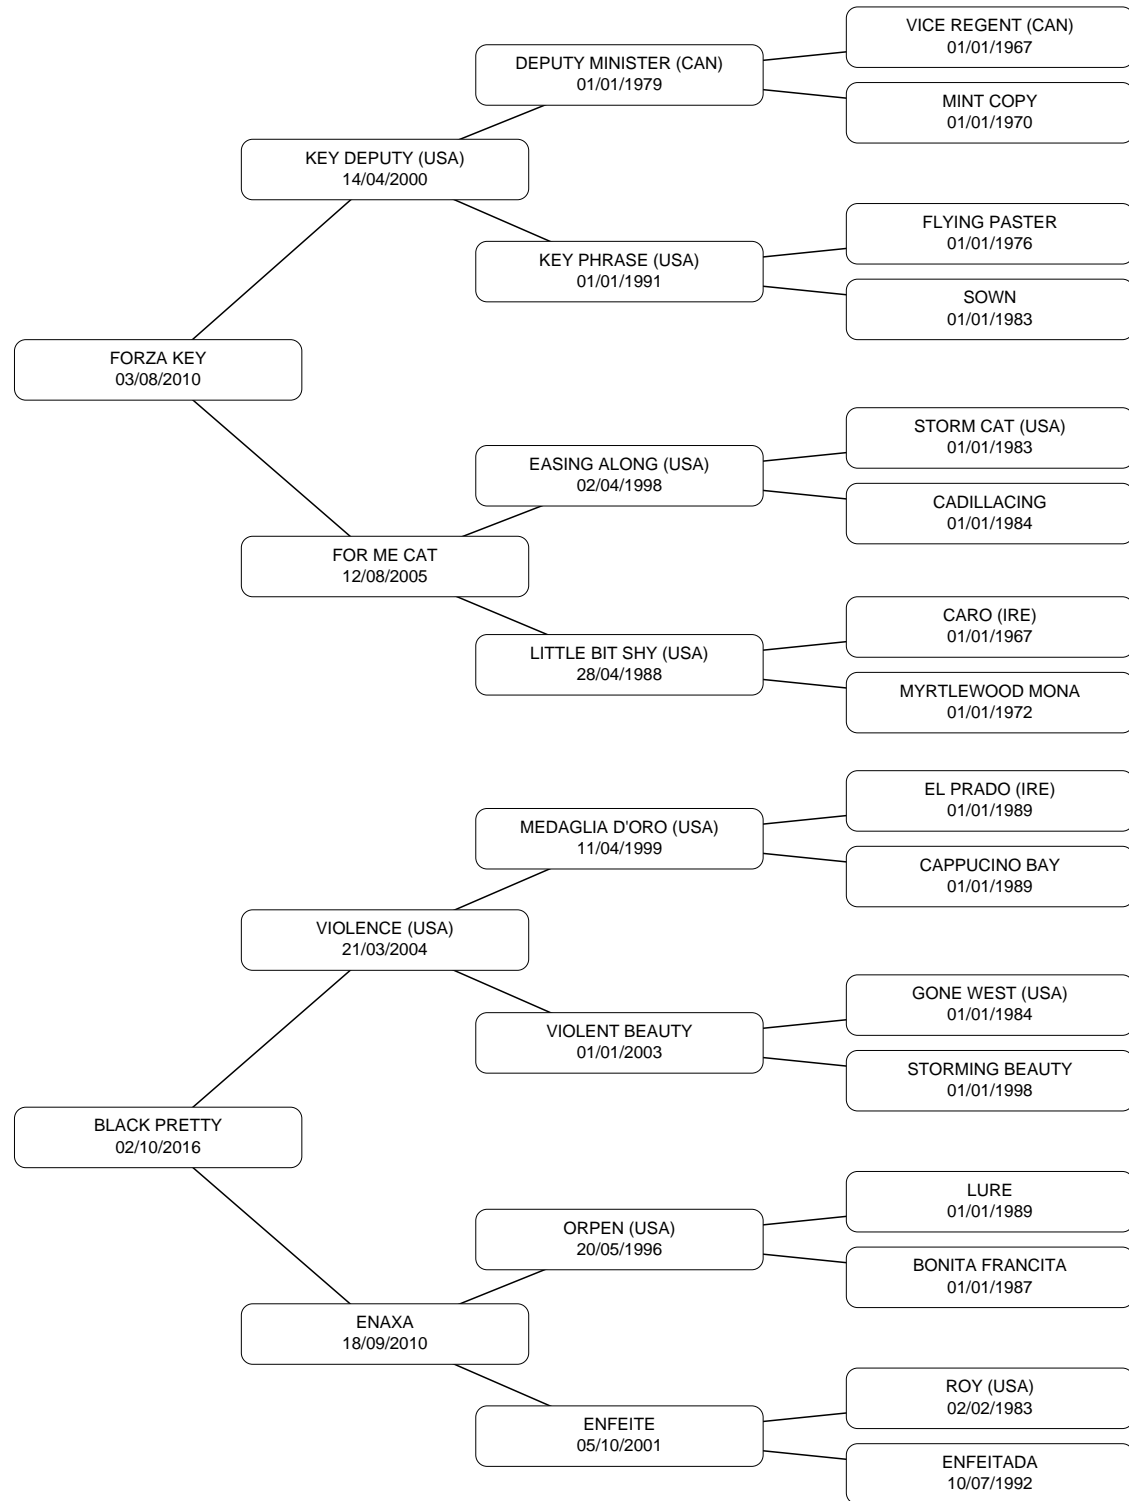 VICE REGENT (CAN)
01/01/1967
DEPUTY MINISTER (CAN)
01/01/1979
MINT COPY
01/01/1970
KEY DEPUTY (USA)
14/04/2000
FLYING PASTER
01/01/1976
KEY PHRASE (USA)
01/01/1991
SOWN
01/01/1983
FORZA KEY
03/08/2010
STORM CAT (USA)
01/01/1983
EASING ALONG (USA)
02/04/1998
CADILLACING
01/01/1984
FOR ME CAT
12/08/2005
CARO (IRE)
01/01/1967
LITTLE BIT SHY (USA)
28/04/1988
MYRTLEWOOD MONA
01/01/1972
EL PRADO (IRE)
01/01/1989
MEDAGLIA D'ORO (USA)
11/04/1999
CAPPUCINO BAY
01/01/1989
VIOLENCE (USA)
21/03/2004
GONE WEST (USA)
01/01/1984
VIOLENT BEAUTY
01/01/2003
STORMING BEAUTY
01/01/1998
BLACK PRETTY
02/10/2016
LURE
01/01/1989
ORPEN (USA)
20/05/1996
BONITA FRANCITA
01/01/1987
ENAXA
18/09/2010
ROY (USA)
02/02/1983
ENFEITE
05/10/2001
ENFEITADA
10/07/1992